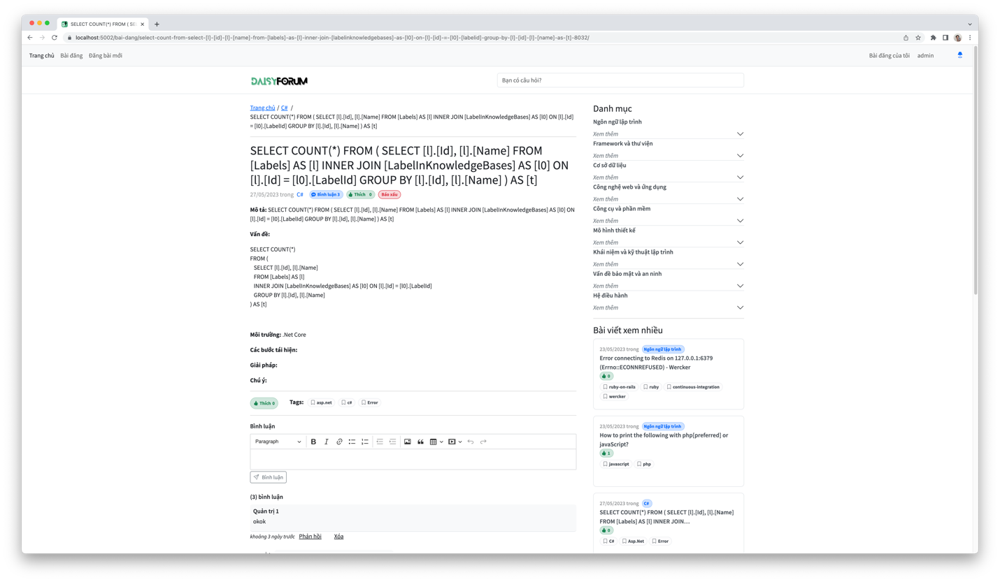 SELECT COUNT(*) FROM ( SE
localhost:5002/bai-dang/select-count-from-select-[l]-[id]-[l]-[name]-from-[labels]-as-[l]-inner-join-[labelinknowledgebases]-as-[l0]-on-[l]-[id]-=-[l0]-[labelid]-group-by-[l]-[id]-[l]-[name]-as-[t]-8032/
Trang chủ Bài đăng Đăng bài mới Bài đăng của tôi admin
DAISYFORUM
Bạn có câu hỏi?
Trang chủ / C# /
SELECT COUNT(*) FROM ( SELECT [l].[Id], [l].[Name] FROM [Labels] AS [l] INNER JOIN [LabelInKnowledgeBases] AS [l0] ON [l].[Id]
= [l0].[LabelId] GROUP BY [l].[Id], [l].[Name] ) AS [t]
SELECT COUNT(*) FROM ( SELECT [l].[Id], [l].[Name] FROM
[Labels] AS [l] INNER JOIN [LabelInKnowledgeBases] AS [l0] ON
[l].[Id] = [l0].[LabelId] GROUP BY [l].[Id], [l].[Name] ) AS [t]
27/05/2023 trong C# Bình luận 3 Thích 0 Báo xấu
Mô tả: SELECT COUNT(*) FROM ( SELECT [l].[Id], [l].[Name] FROM [Labels] AS [l] INNER JOIN [LabelInKnowledgeBases] AS [l0] ON
[l].[Id] = [l0].[LabelId] GROUP BY [l].[Id], [l].[Name] ) AS [t]
Vấn đề:
SELECT COUNT(*)
FROM (
SELECT [l].[Id], [l].[Name]
FROM [Labels] AS [l]
INNER JOIN [LabelInKnowledgeBases] AS [l0] ON [l].[Id] = [l0].[LabelId]
GROUP BY [l].[Id], [l].[Name]
) AS [t]
Môi trường: .Net Core
Các bước tái hiện:
Giải pháp:
Chú ý:
Thích 0 Tags: asp.net c# Error
Bình luận
Paragraph
Bình luận
(3) bình luận
Quản trị 1
okok
khoảng 3 ngày trước Phản hồi Xóa
Danh mục
Ngôn ngữ lập trình
Xem thêm
Framework và thư viện
Xem thêm
Cơ sở dữ liệu
Xem thêm
Công nghệ web và ứng dụng
Xem thêm
Công cụ và phần mềm
Xem thêm
Mô hình thiết kế
Xem thêm
Khái niệm và kỹ thuật lập trình
Xem thêm
Vấn đề bảo mật và an ninh
Xem thêm
Hệ điều hành
Xem thêm
Bài viết xem nhiều
23/05/2023 trong Ngôn ngữ lập trình
Error connecting to Redis on 127.0.0.1:6379
(Errno::ECONNREFUSED) - Wercker
0
ruby-on-rails ruby continuous-integration
wercker
23/05/2023 trong Ngôn ngữ lập trình
How to print the following with php[preferred] or
javaScript?
1
javascript php
27/05/2023 trong C#
SELECT COUNT(*) FROM ( SELECT [l].[Id], [l].[Name]
FROM [Labels] AS [l] INNER JOIN...
0
C# Asp.Net Error